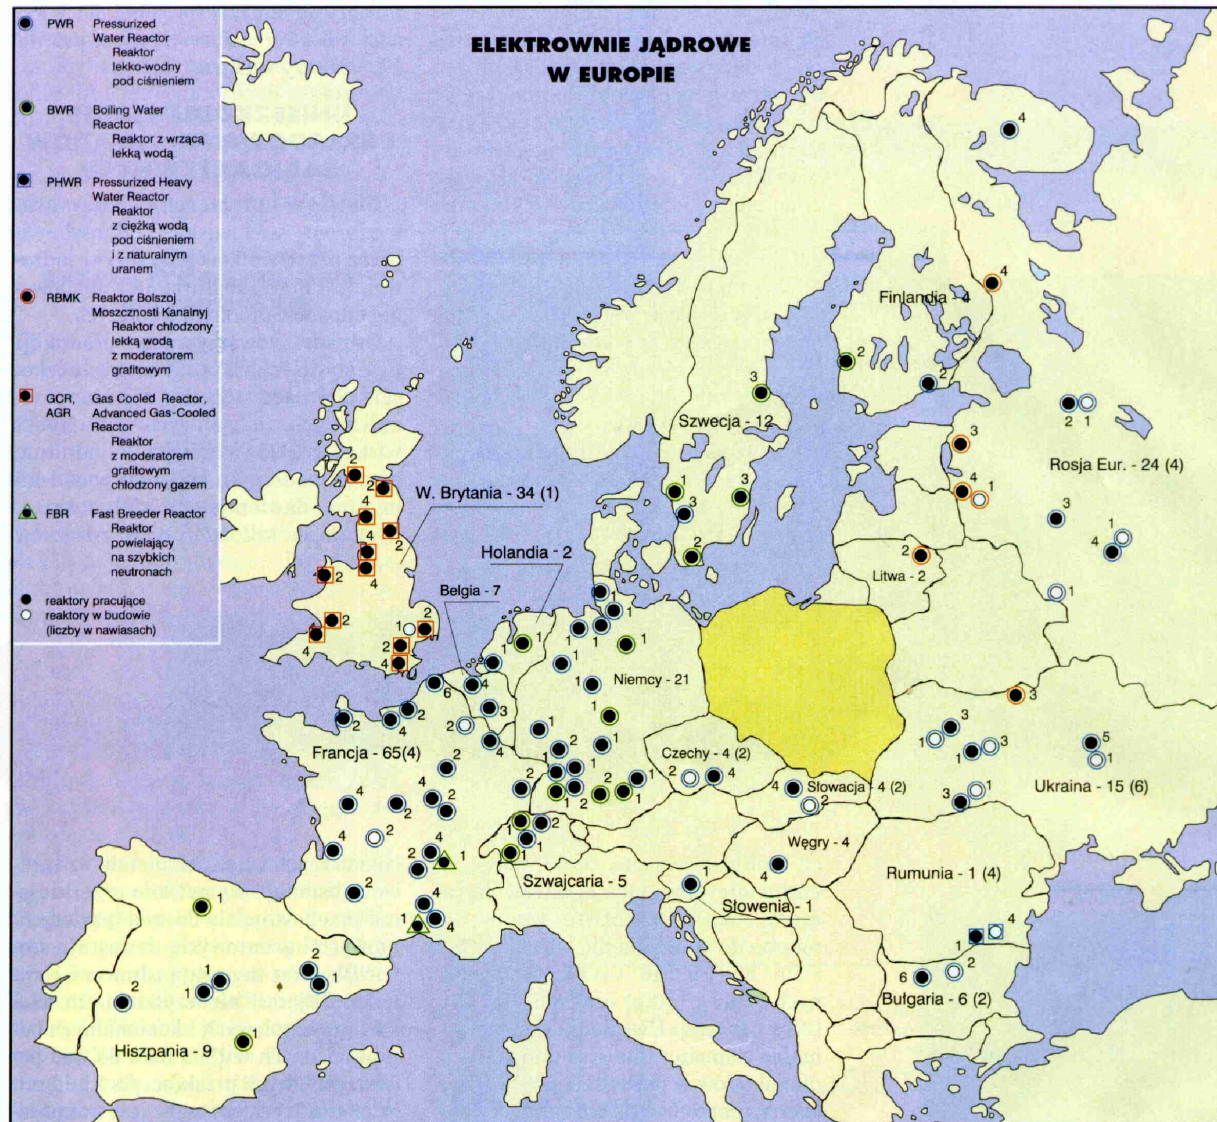 ELEKTROWNIE JĄDROWE
W EUROPIE
PWR Pressurized
Water Reactor
Reaktor
lekko-wodny
pod ciśnieniem
BWR Boiling Water
Reactor
Reaktor z wrzącą
lekką wodą
PHWR Pressurized Heavy
Water Reactor
Reaktor
z ciężką wodą
pod ciśnieniem
i z naturalnym
uranem
RBMK Reaktor Bolszoj
Moszcznosti Kanalnyj
Reaktor chłodzony
lekką wodą
z moderatorem
grafitowym
GCR, Gas Cooled Reactor,
AGR Advanced Gas-Cooled
Reactor
Reaktor
z moderatorem
grafitowym
chłodzony gazem
FBR Fast Breeder Reactor
Reaktor
powielający
na szybkich
neutronach
reaktory pracujące
reaktory w budowie
(liczby w nawiasach)
Finlandia - 4
Szwecja - 12
Rosja Eur. - 24 (4)
W. Brytania - 34 (1)
Holandia - 2
Litwa - 2
Belgia - 7
Niemcy - 21
Francja - 65(4)
Czechy - 4 (2)
Słowacja - 4 (2)
Ukraina - 15 (6)
Węgry - 4
Szwajcaria - 5
Rumunia - 1 (4)
Słowenia - 1
Bułgaria - 6 (2)
Hiszpania - 9